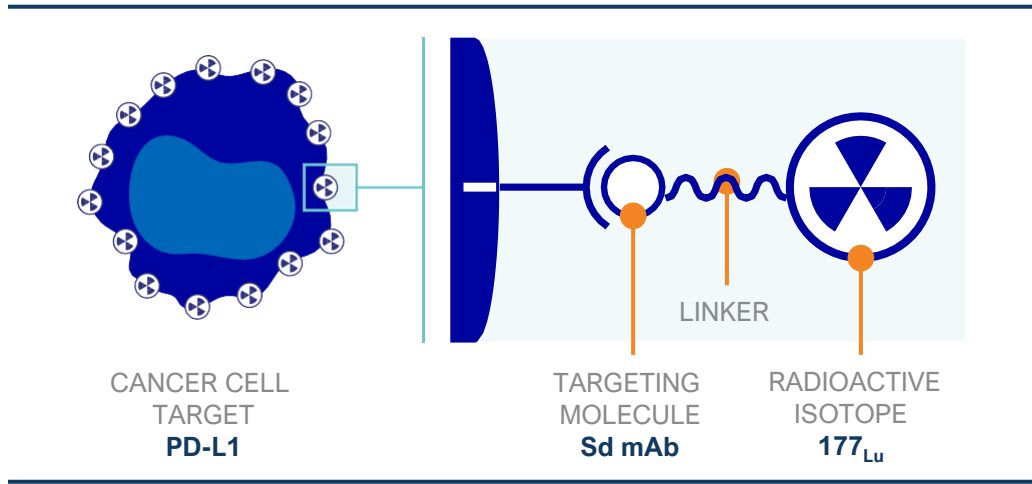 LINKER
CANCER CELL
TARGET
PD-L1
TARGETING
MOLECULE
Sd mAb
RADIOACTIVE
ISOTOPE
177Lu